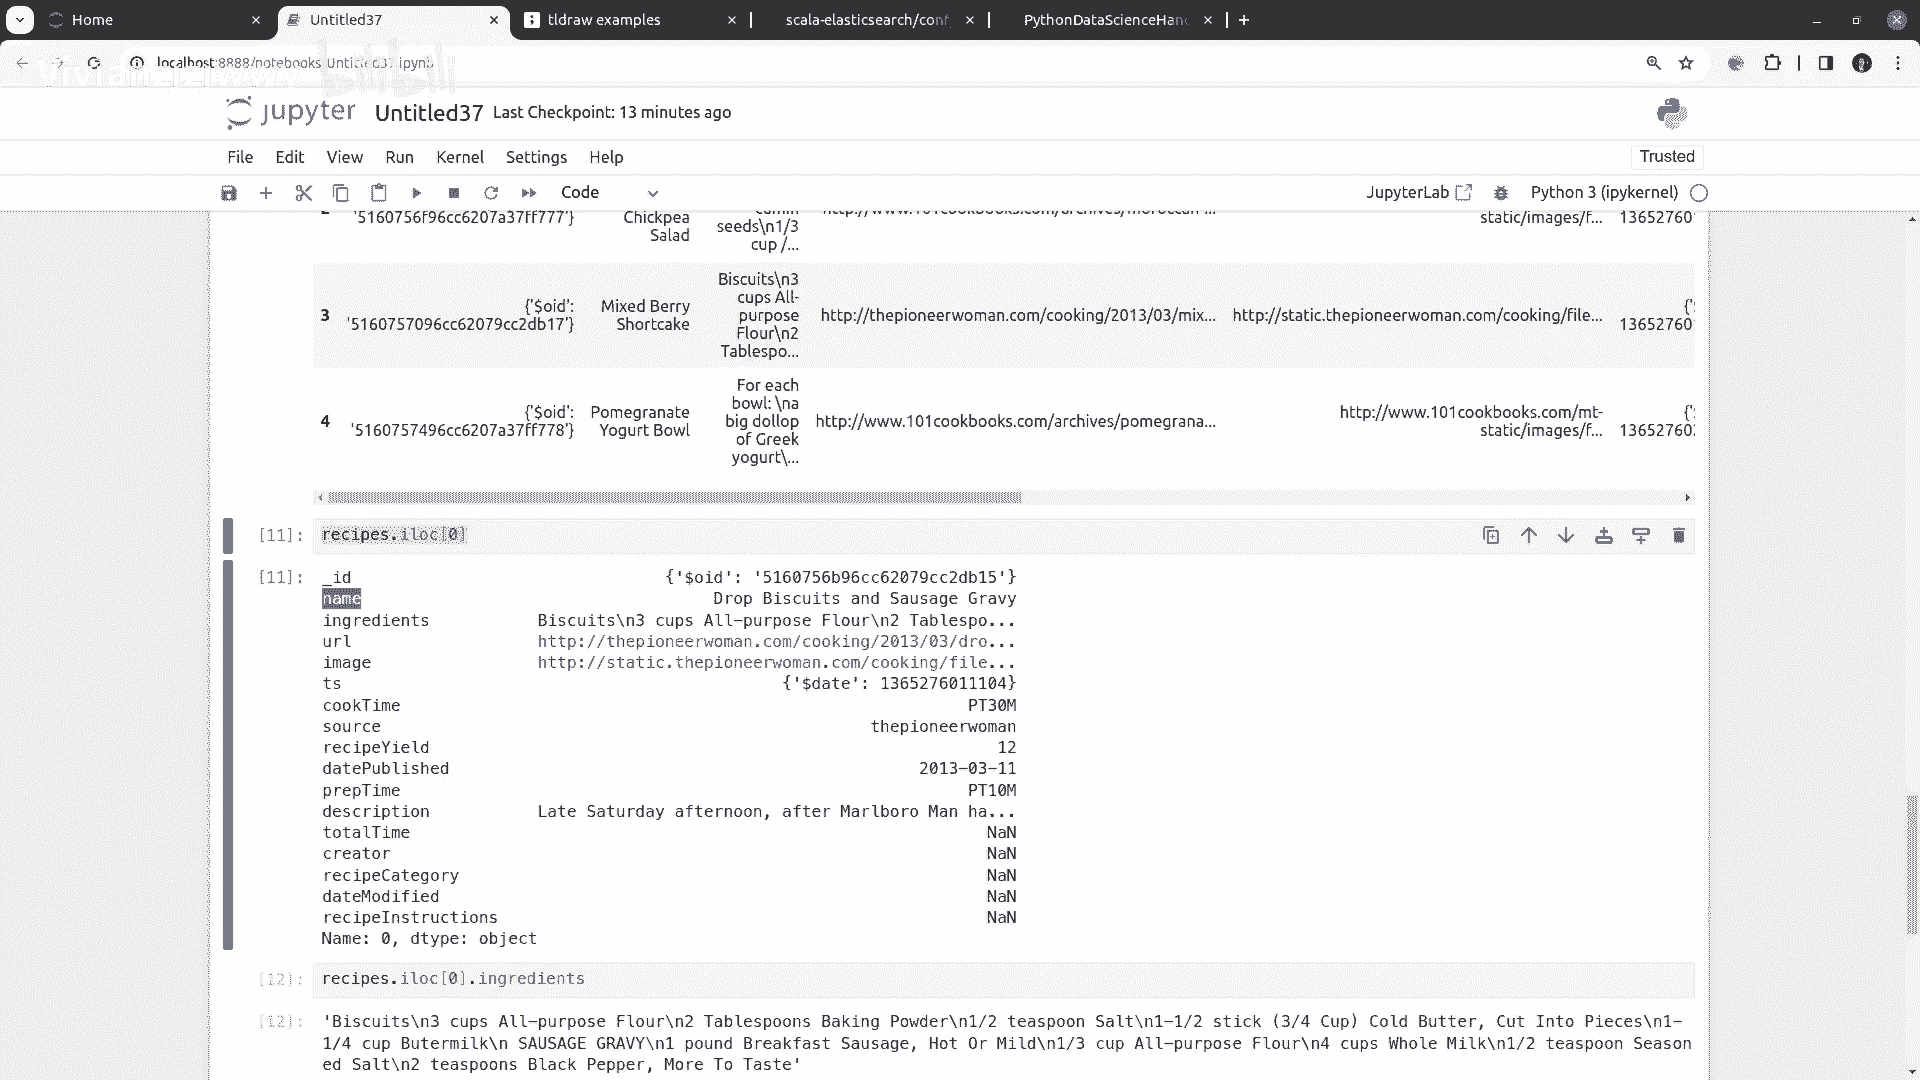 Home
Untitled37
tldraw examples
scala-elasticsearch/conf
PythonDataScienceHand
localhost:8888/notebooks/Untitled37.ipynb
jupyter Untitled37 Last Checkpoint: 13 minutes ago
File Edit View Run Kernel Settings Help
Trusted
Code
JupyterLab
Python 3 (ipykernel)
2 '5160756f96cc6207a37ff777'} Chickpea Salad cumin seeds\n1/3 cup /... http://www.101cookbooks.com/archives/moroccan-... static/images/f... 13652760
3 {'$oid': '5160757096cc62079cc2db17'} Mixed Berry Shortcake Biscuits\n3 cups All-purpose Flour\n2 Tablespo... http://thepioneerwoman.com/cooking/2013/03/mix... http://static.thepioneerwoman.com/cooking/file... {'$ 13652760
4 {'$oid': '5160757496cc6207a37ff778'} Pomegranate Yogurt Bowl For each bowl: \na big dollop of Greek yogurt\... http://www.101cookbooks.com/archives/pomegrana... http://www.101cookbooks.com/mt-static/images/f... {'$ 13652760
[11]: recipes.iloc[0]
[11]: _id {'$oid': '5160756b96cc62079cc2db15'}
name Drop Biscuits and Sausage Gravy
ingredients Biscuits\n3 cups All-purpose Flour\n2 Tablespo...
url http://thepioneerwoman.com/cooking/2013/03/dro...
image http://static.thepioneerwoman.com/cooking/file...
ts {'$date': 1365276011104}
cookTime PT30M
source thepioneerwoman
recipeYield 12
datePublished 2013-03-11
prepTime PT10M
description Late Saturday afternoon, after Marlboro Man ha...
totalTime NaN
creator NaN
recipeCategory NaN
dateModified NaN
recipeInstructions NaN
Name: 0, dtype: object
[12]: recipes.iloc[0].ingredients
[12]: 'Biscuits\n3 cups All-purpose Flour\n2 Tablespoons Baking Powder\n1/2 teaspoon Salt\n1-1/2 stick (3/4 Cup) Cold Butter, Cut Into Pieces\n1-
1/4 cup Butermilk\n SAUSAGE GRAVY\n1 pound Breakfast Sausage, Hot Or Mild\n1/3 cup All-purpose Flour\n4 cups Whole Milk\n1/2 teaspoon Season
ed Salt\n2 teaspoons Black Pepper, More To Taste'